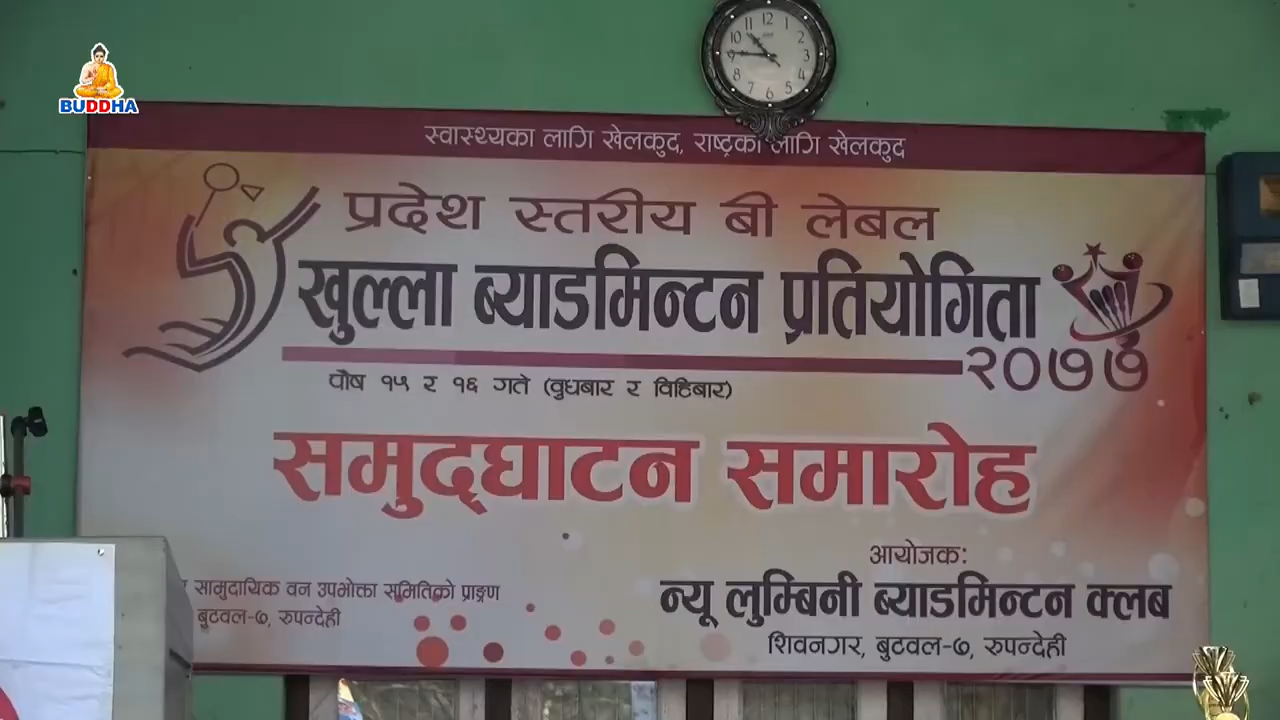 BUDDHA
स्वास्थ्यका लागि खेलकुद, राष्ट्रका लागि खेलकुद
प्रदेश स्तरीय बी लेबल
खुल्ला ब्याडमिन्टन प्रतियोगिता
२०७७
पौष १५ र १६ गते (वुधबार र विहिबार)
समुद्घाटन समारोह
सामुदायिक वन उपभोक्ता समितिको प्राङ्गण
बुटवल-७, रुपन्देही
आयोजक:
न्यू लुम्बिनी ब्याडमिन्टन क्लब
शिवनगर, बुटवल-७, रुपन्देही